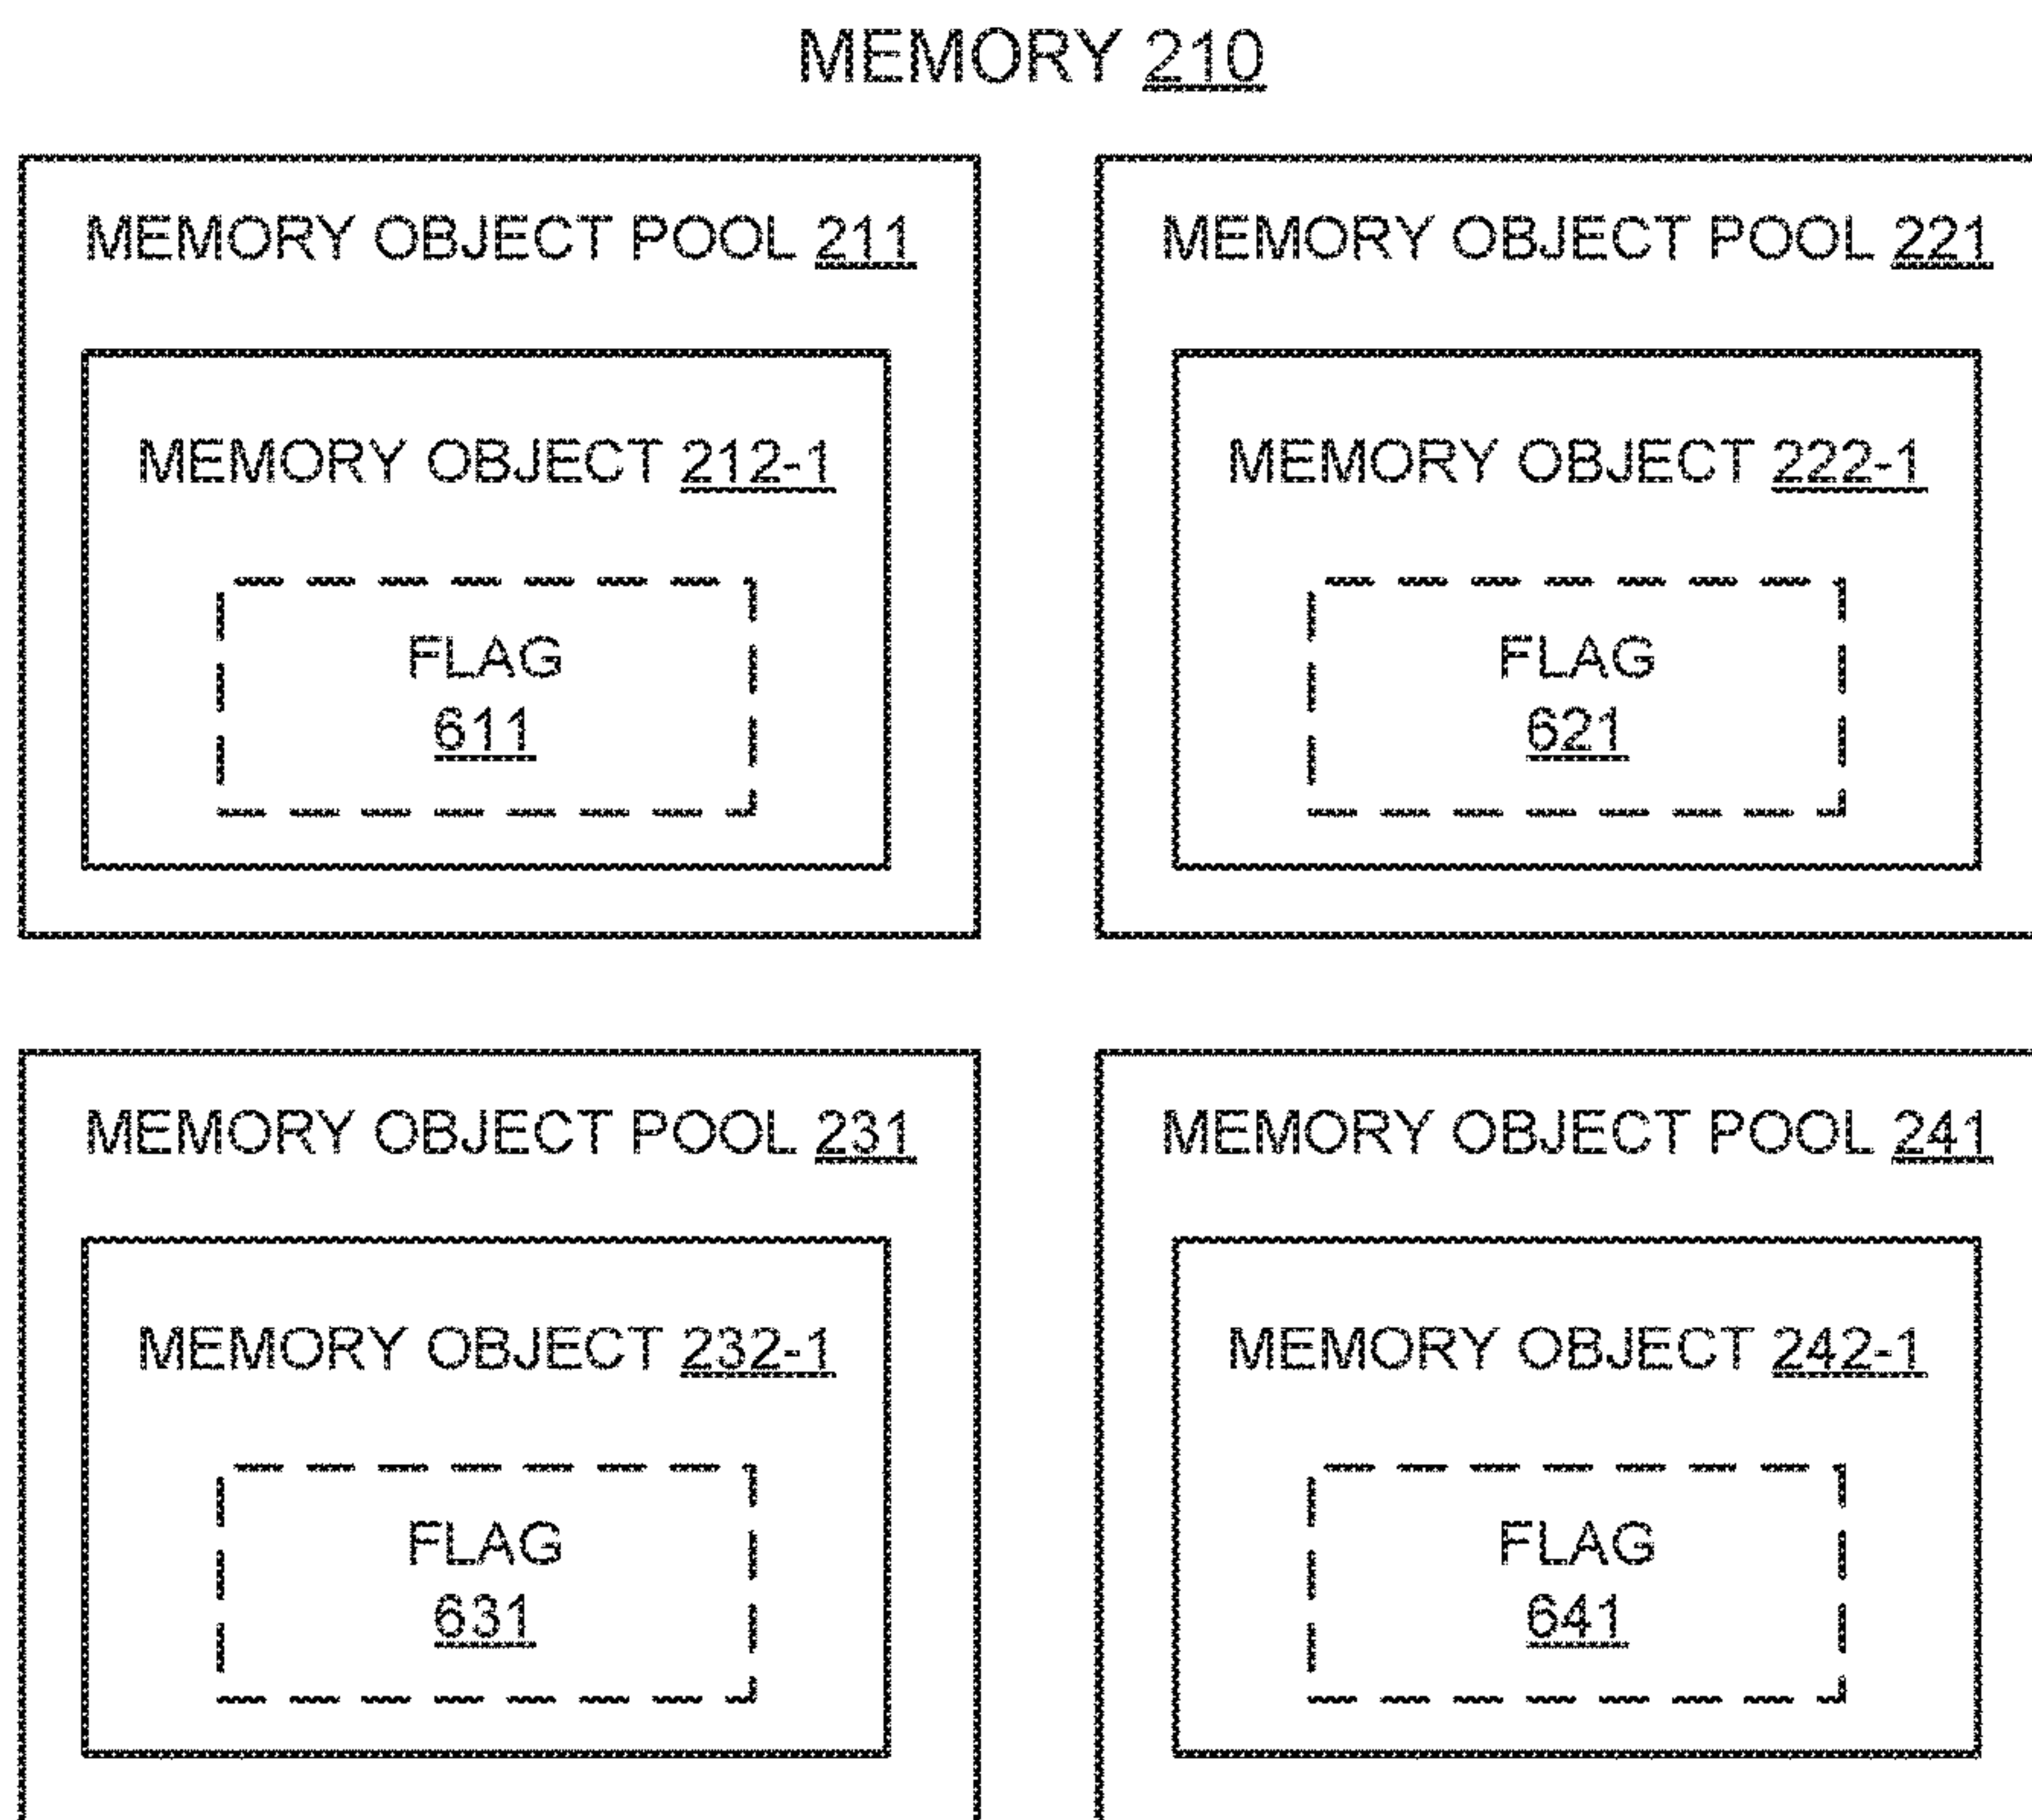 MEMORY 210
MEMORY OBJECT POOL 211
MEMORY OBJECT 212-1
FLAG
611
MEMORY OBJECT POOL 221
MEMORY OBJECT 222-1
FLAG
621
MEMORY OBJECT POOL 231
MEMORY OBJECT 232-1
FLAG
631
MEMORY OBJECT POOL 241
MEMORY OBJECT 242-1
FLAG
641